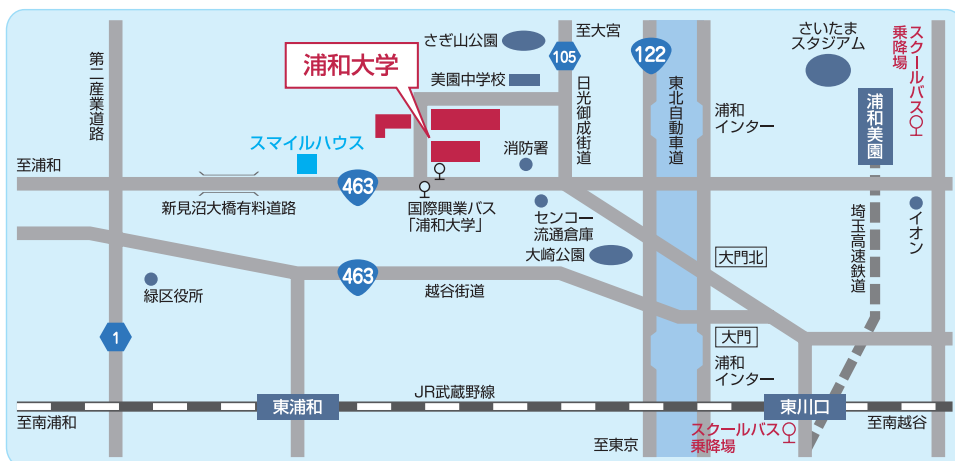 至大宮
さいたま
スタジアム
スクールバス
乗降場
さぎ山公園
第二産業道路
浦和大学
105
122
美園中学校
日光御成街道
東北自動車道
浦和
インター
浦和美園
スマイルハウス
消防署
至浦和
463
新見沼大橋有料道路
国際興業バス
「浦和大学」
センコー
流通倉庫
イオン
埼玉高速鉄道
大崎公園
大門北
463
緑区役所
越谷街道
1
大門
浦和
インター
JR武蔵野線
東浦和
東川口
至南浦和
至南越谷
スクールバス
乗降場
至東京